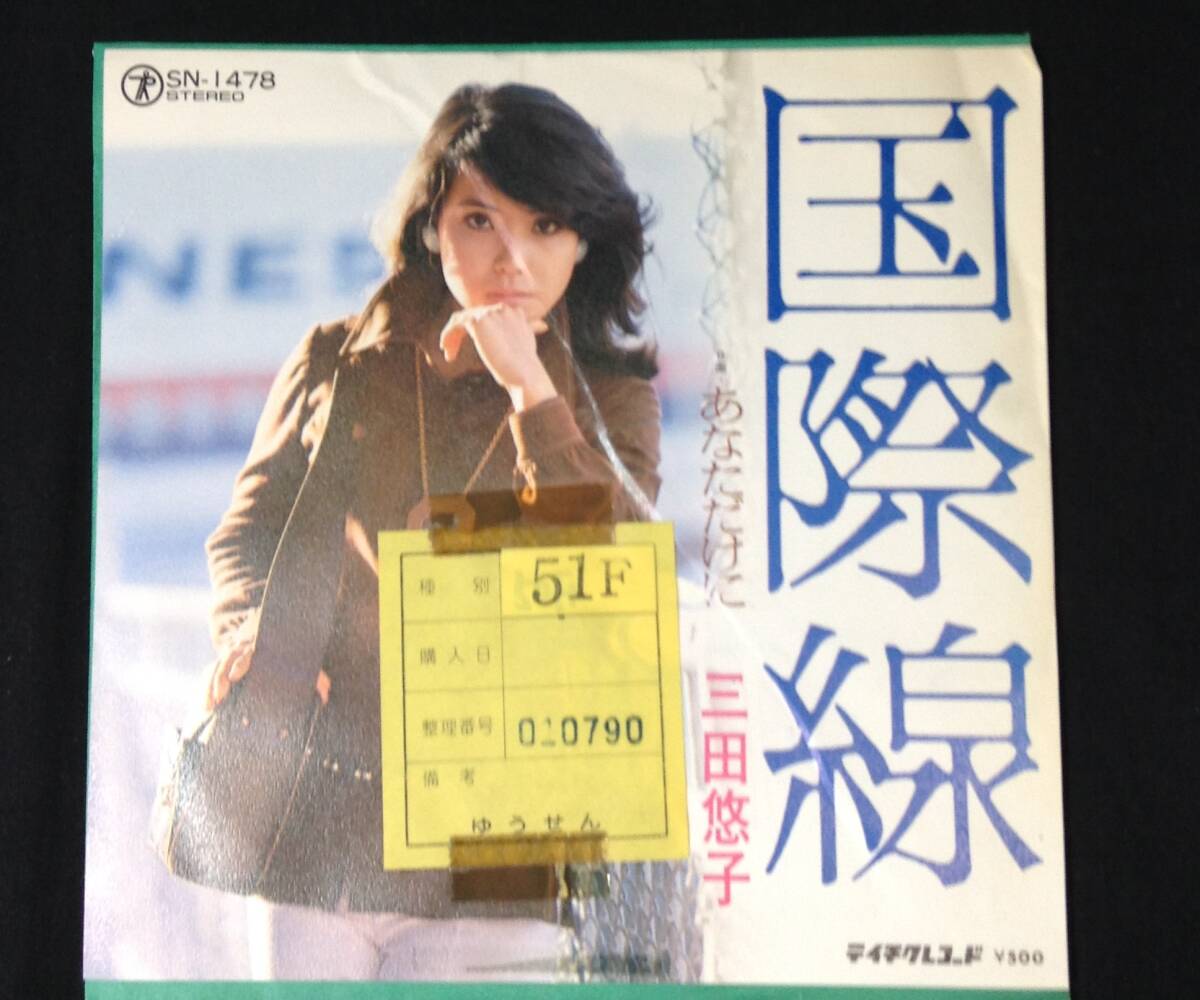 SN-1478
STEREO
国際線
…あなただけに
三田悠子
NE
種別 51F
購入日
整理番号 010790
備考
ゆうせん
テイチクレコード ¥500